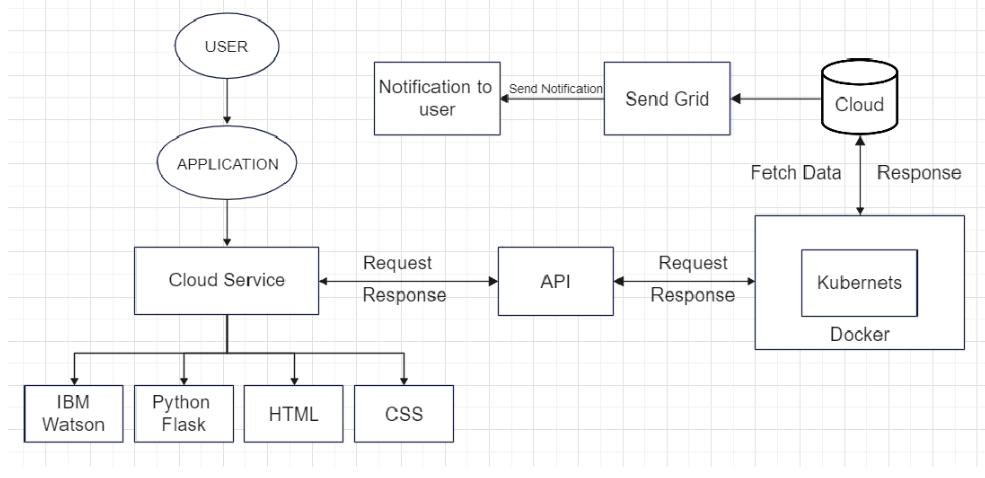 USER
APPLICATION
Cloud Service
IBM
Watson
Python
Flask
HTML
CSS
Request
Response
API
Request
Response
Kubernets
Docker
Fetch Data
Response
Cloud
Send Grid
Send Notification
Notification to
user